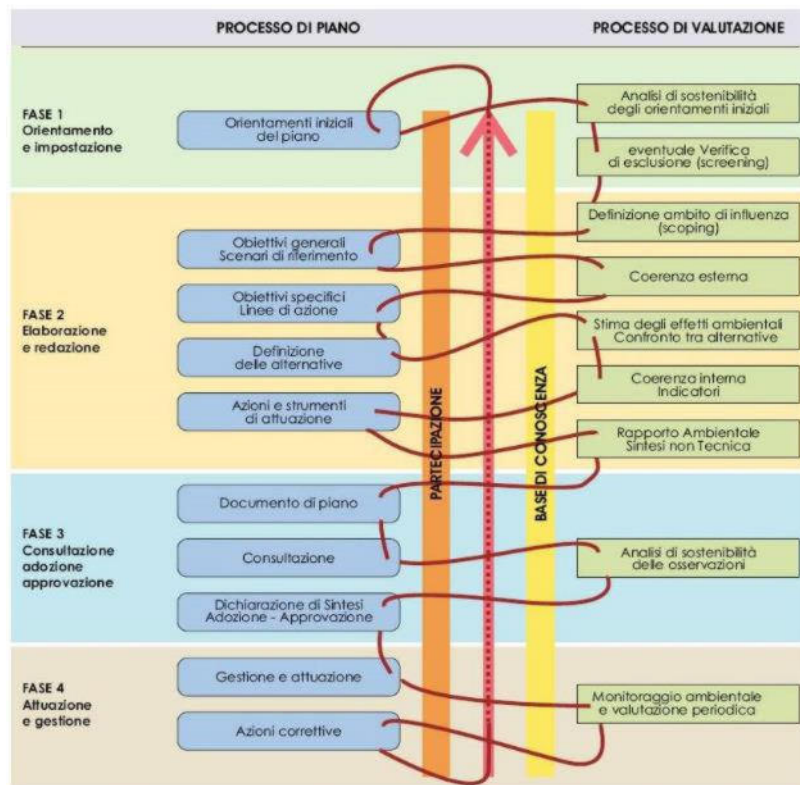 PROCESSO DI PIANO
PROCESSO DI VALUTAZIONE
FASE 1
Orientamento
e impostazione
Orientamenti iniziali
del piano
Analisi di sostenibilità
degli orientamenti iniziali
eventuale Verifica
di esclusione (screening)
FASE 2
Elaborazione
e redazione
Obiettivi generali
Scenari di riferimento
Obiettivi specifici
Linee di azione
Definizione
delle alternative
Azioni e strumenti
di attuazione
Definizione ambito di influenza
(scoping)
Coerenza esterna
Stima degli effetti ambientali
Confronto tra alternative
Coerenza interna
Indicatori
Rapporto Ambientale
Sintesi non Tecnica
PARTECIPAZIONE
BASE DI CONOSCENZA
FASE 3
Consultazione
adozione
approvazione
Documento di piano
Consultazione
Dichiarazione di Sintesi
Adozione - Approvazione
Analisi di sostenibilità
delle osservazioni
FASE 4
Attuazione
e gestione
Gestione e attuazione
Azioni correttive
Monitoraggio ambientale
e valutazione periodica